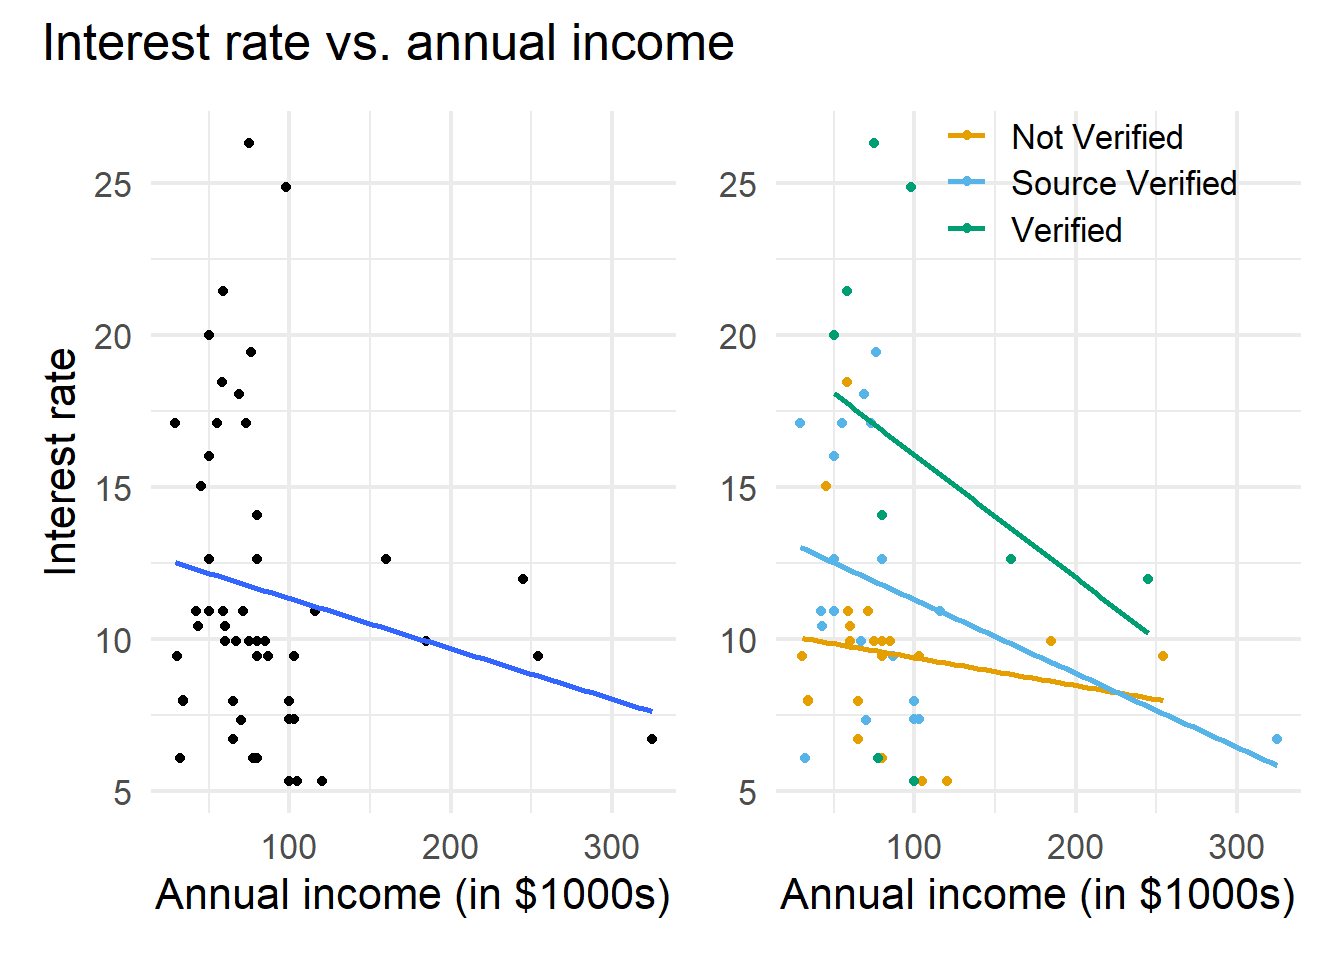 Interest rate vs. annual income
Interest rate
25
20
15
10
5
100 200 300
Annual income (in $1000s)
Not Verified
Source Verified
Verified
25
20
15
10
5
100 200 300
Annual income (in $1000s)